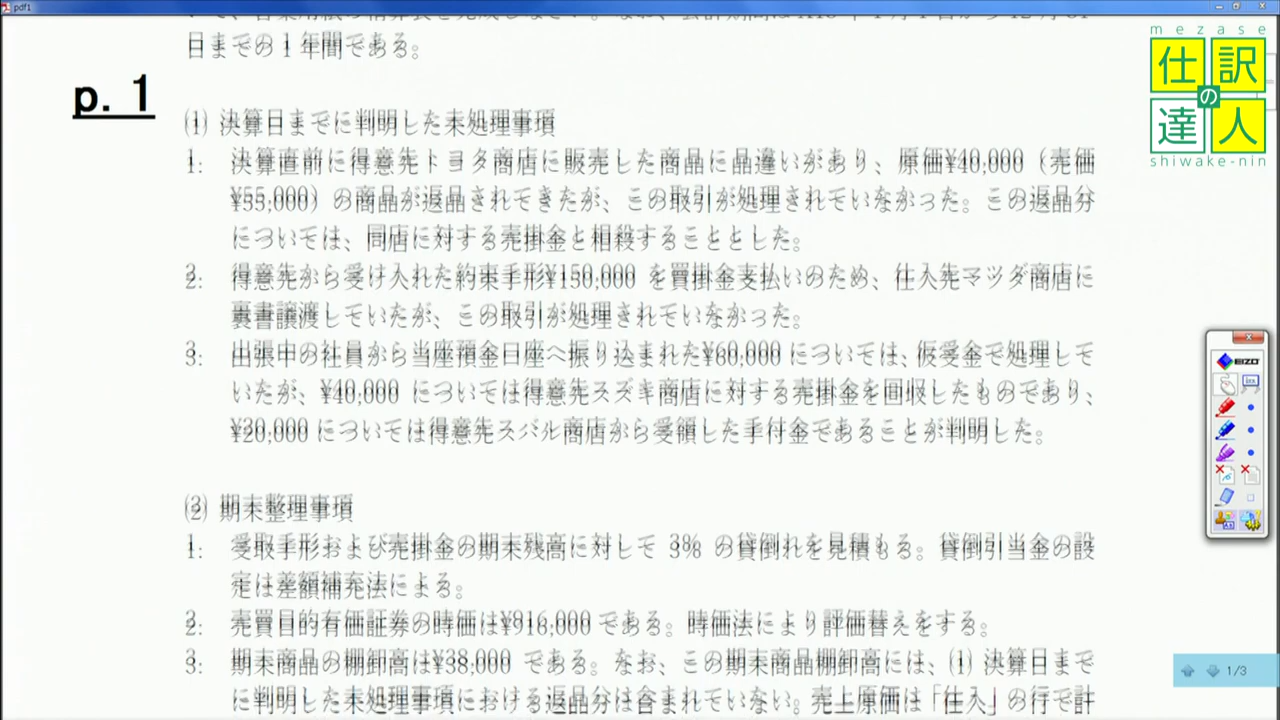 pdf1
日までの1年間である。
p. 1
mezase
仕訳の達人
shiwake-nin
(1) 決算日までに判明した未処理事項
1. 決算直前に得意先トヨタ商店に販売した商品に品違いがあり、原価¥40,000(売価
¥55,000)の商品が返品されてきたが、この取引が処理されていなかった。この返品分
については、同店に対する売掛金と相殺することとした。
2. 得意先から受け入れた約束手形¥150,000 を買掛金支払いのため、仕入先マツダ商店に
裏書譲渡していたが、この取引が処理されていなかった。
3. 出張中の社員から当座預金口座へ振り込まれた¥60,000 については、仮受金で処理して
いたが、¥40,000 については得意先スズキ商店に対する売掛金を回収したものであり、
¥20,000 については得意先スバル商店から受領した手付金であることが判明した。
EIZO
(2) 期末整理事項
1. 受取手形および売掛金の期末残高に対して 3% の貸倒れを見積もる。貸倒引当金の設
定は差額補充法による。
2. 売買目的有価証券の時価は¥916,000 である。時価法により評価替えをする。
3. 期末商品の棚卸高は¥38,000 である。なお、この期末商品棚卸高には、(1) 決算日まで
に判明した未処理事項における返品分は含まれていない。売上原価は「仕入」の行で計
1/3